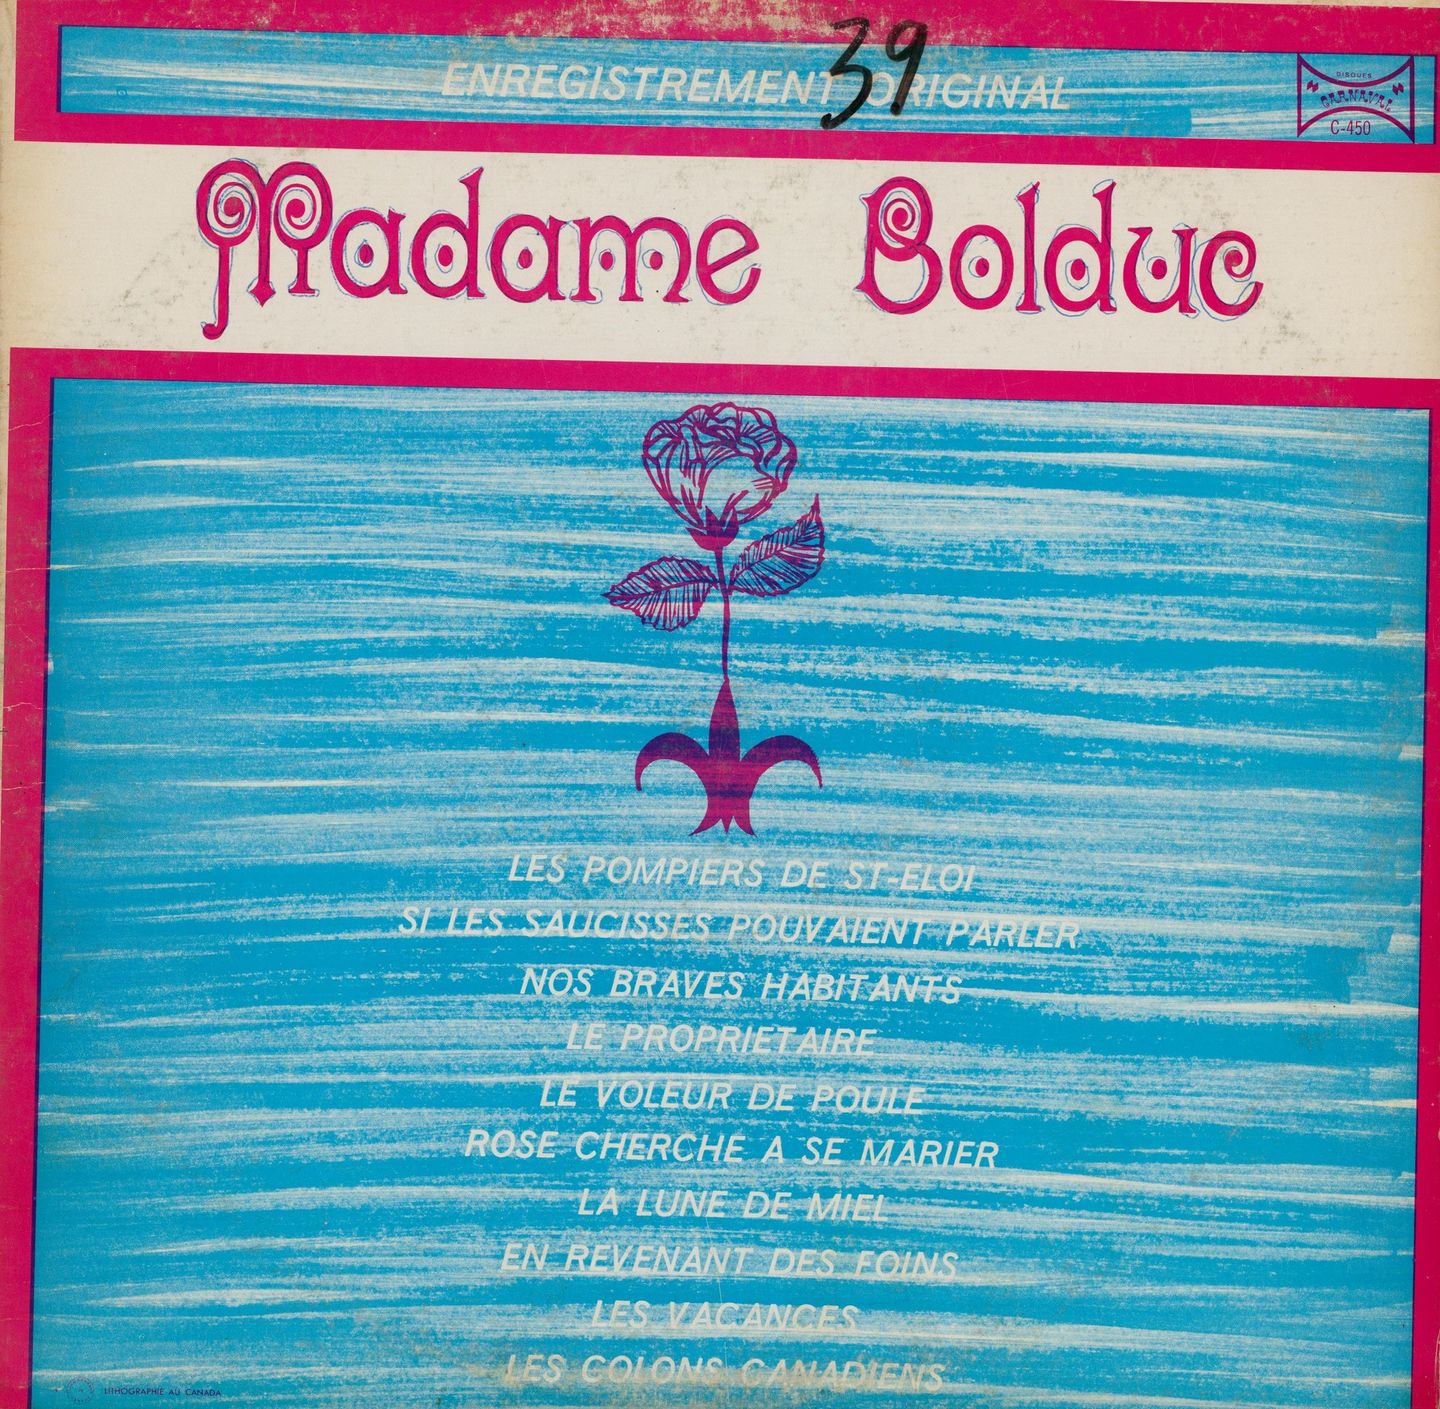 39
ENREGISTREMENT ORIGINAL
DISQUES
CARNAVAL
C-450
Madame Bolduc
LES POMPIERS DE ST-ELOI
SI LES SAUCISSES POUVAIENT PARLER
NOS BRAVES HABITANTS
LE PROPRIETAIRE
LE VOLEUR DE POULE
ROSE CHERCHE A SE MARIER
LA LUNE DE MIEL
EN REVENANT DES FOINS
LES VACANCES
LES COLONS CANADIENS
LITHOGRAPHIE AU CANADA